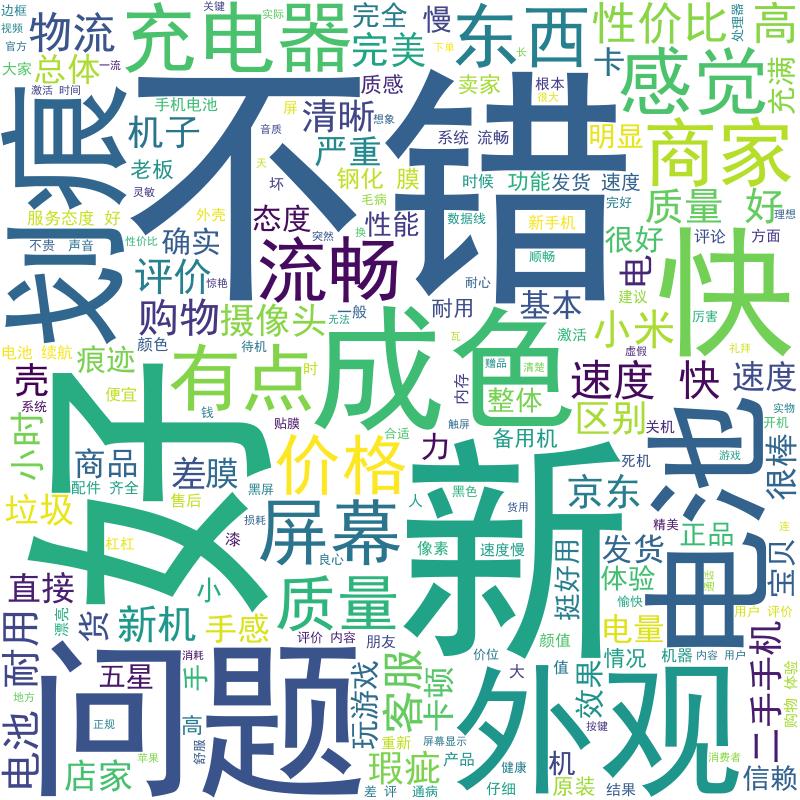 边框
关键
实际
完全
慢
东西
性价比
高
视频
物流
充电器
处理器
官方
一流
完美
下单
长
大家
总体
质感
卖家
卡
感觉
充满
激活 时间
手机电池
屏
想象
根本
很大
划痕
机子
不错
清晰
音质
系统 流畅
明显
商家
老板
严重
灵敏
天
坏
钢化 膜
时候
功能
发货 速度
毛病
完好
服务态度 好
外壳
态度
性能
数据线
新手机
质量 好
理想
不贵
声音
性价比
确实
突然
换
顺畅
很好
评论
方面
惊艳
流畅
耐心
电
建议
快
评价
一般
耐用
基本
厉害
购物
摄像头
无法
激活
小米
虚假
电池 续航
痕迹
颜色
待机
瓦
礼拜
壳
有点
时
成色
赠品
清楚
速度 快
速度
系统
便宜
内存
整体
实物
小时
好
钱
贴膜
合适
触屏
区别
关机
开机
备用机
电池
商品
差膜
价格
力
死机
游戏
很棒
配件 齐全
黑屏
人
黑色
货用
新
京东
垃圾
售后
屏幕
精美
正品
连
杠杠
漆
损耗
良心
像素
速度慢
挺好用
发货
宝贝
直接
小
质量
体验
愉快
耐用
漂亮
货
新机
手感
评价 内容
朋友
颜值
电量
用户 评价
五星
消耗
价位
情况
机器
内容 用户
二手手机
地方
问题
手
玩游戏
客服
卡顿
大
值
效果
外观
购物 体验
电池
正规
高
舒服
重新
屏幕显示
按键
消费者
店家
苹果
瑕疵
产品
健康
机
差 评
通病
仔细
原装
结果
信赖